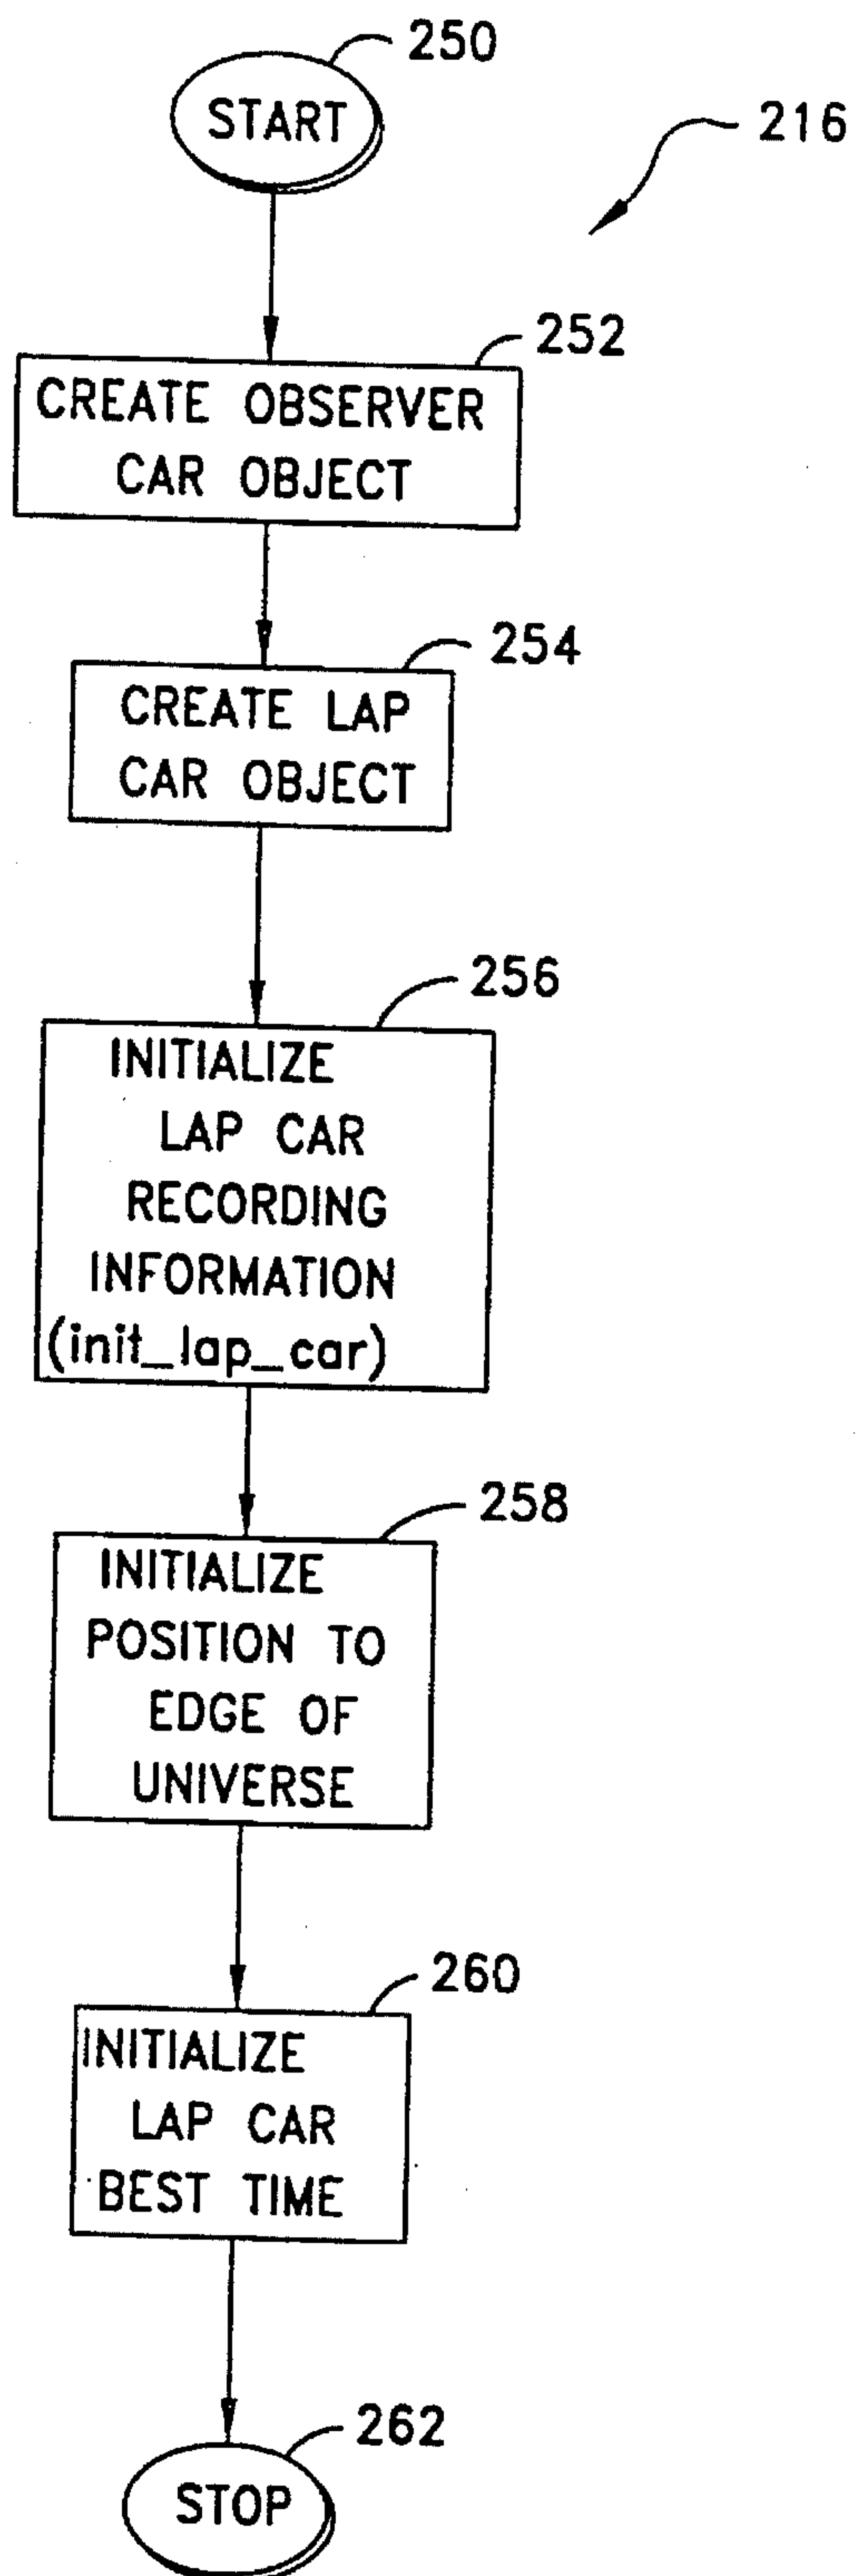 250
START
216
252
CREATE OBSERVER
CAR OBJECT
254
CREATE LAP
CAR OBJECT
256
INITIALIZE
LAP CAR
RECORDING
INFORMATION
(init_lap_car)
258
INITIALIZE
POSITION TO
EDGE OF
UNIVERSE
260
INITIALIZE
LAP CAR
BEST TIME
262
STOP